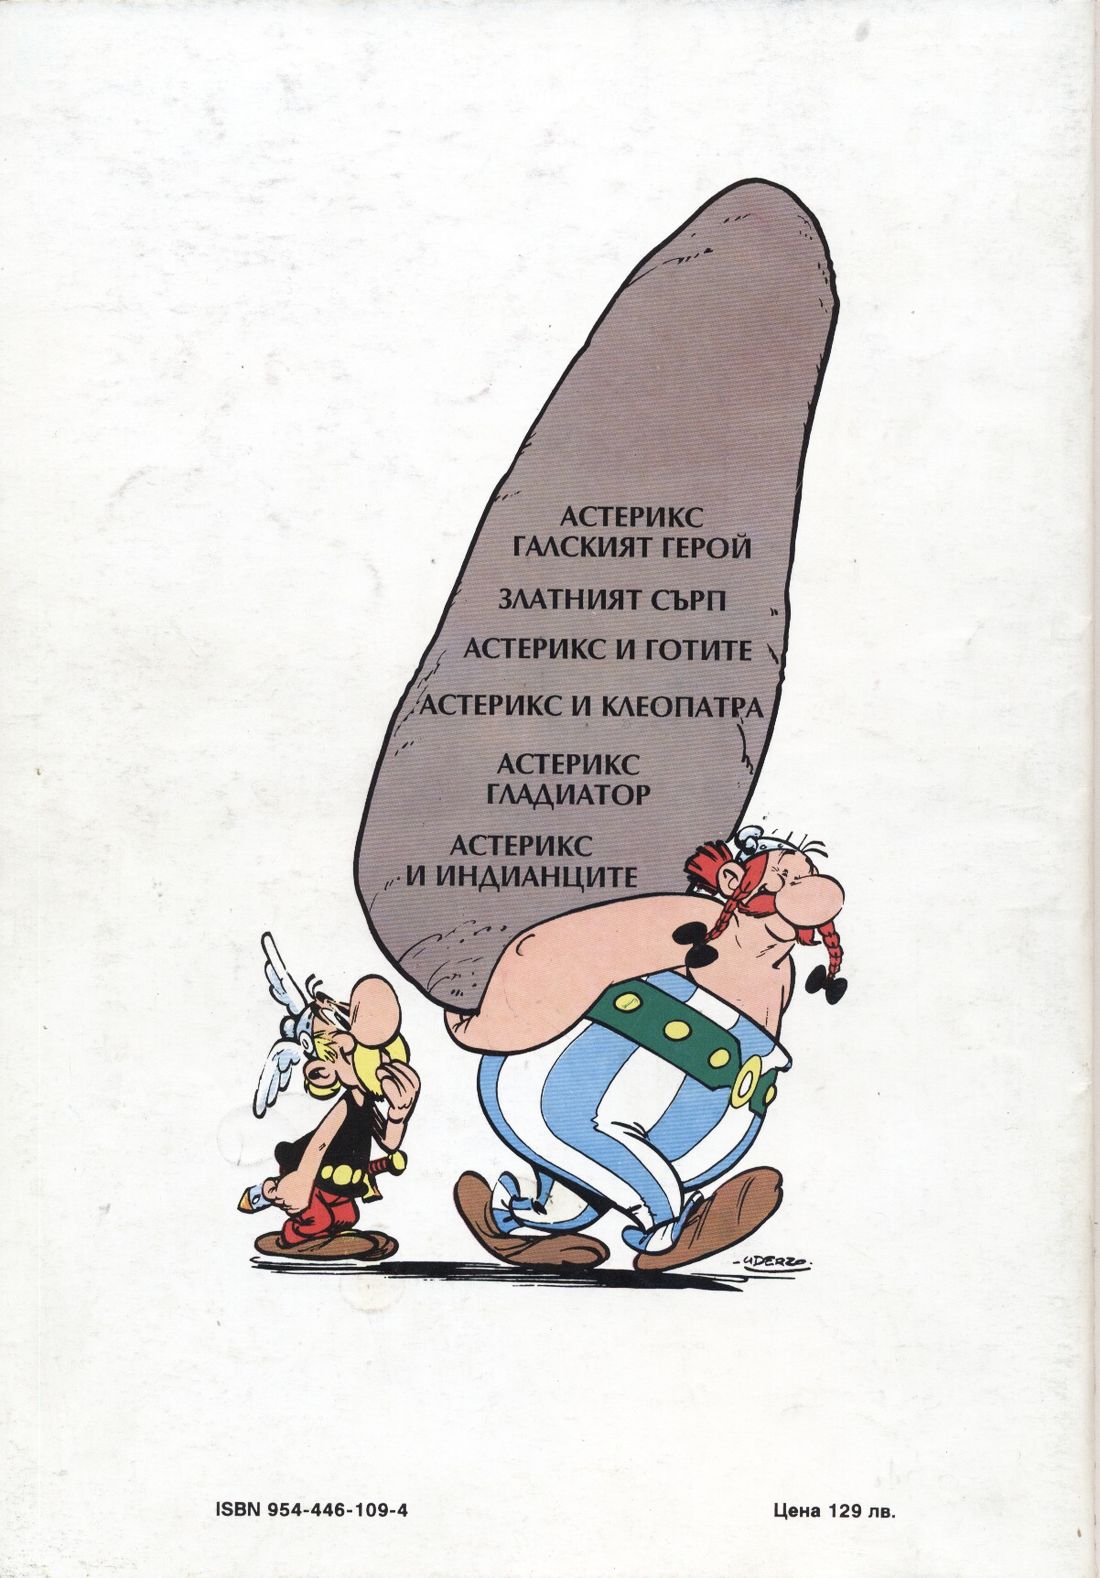 АСТЕРИКС
ГАЛСКИЯТ ГЕРОЙ
ЗЛАТНИЯТ СЪРП
АСТЕРИКС И ГОТИТЕ
АСТЕРИКС И КЛЕОПАТРА
АСТЕРИКС
ГЛАДИАТОР
АСТЕРИКС
И ИНДИАНЦИТЕ
-UDERZO-
ISBN 954-446-109-4
Цена 129 лв.